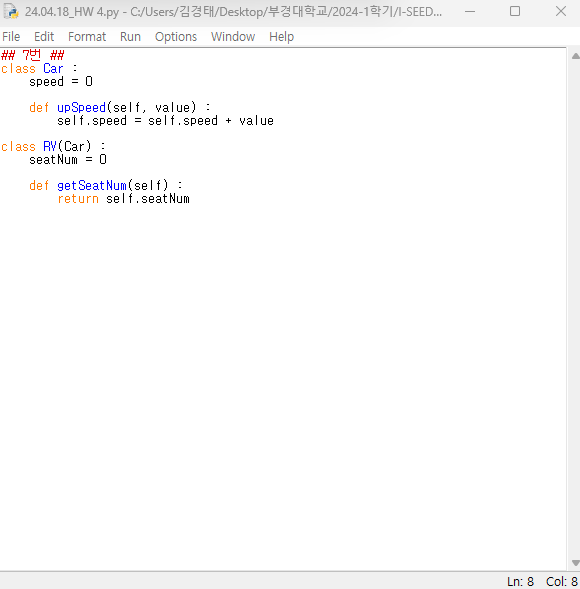 24.04.18_HW 4.py - C:/Users/김경태/Desktop/부경대학교/2024-1학기/I-SEED...
File Edit Format Run Options Window Help
## 7번 ##
class Car :
    speed = 0
    def upSpeed(self, value) :
        self.speed = self.speed + value
class RV(Car) :
    seatNum = 0
    def getSeatNum(self) :
        return self.seatNum
Ln: 8 Col: 8